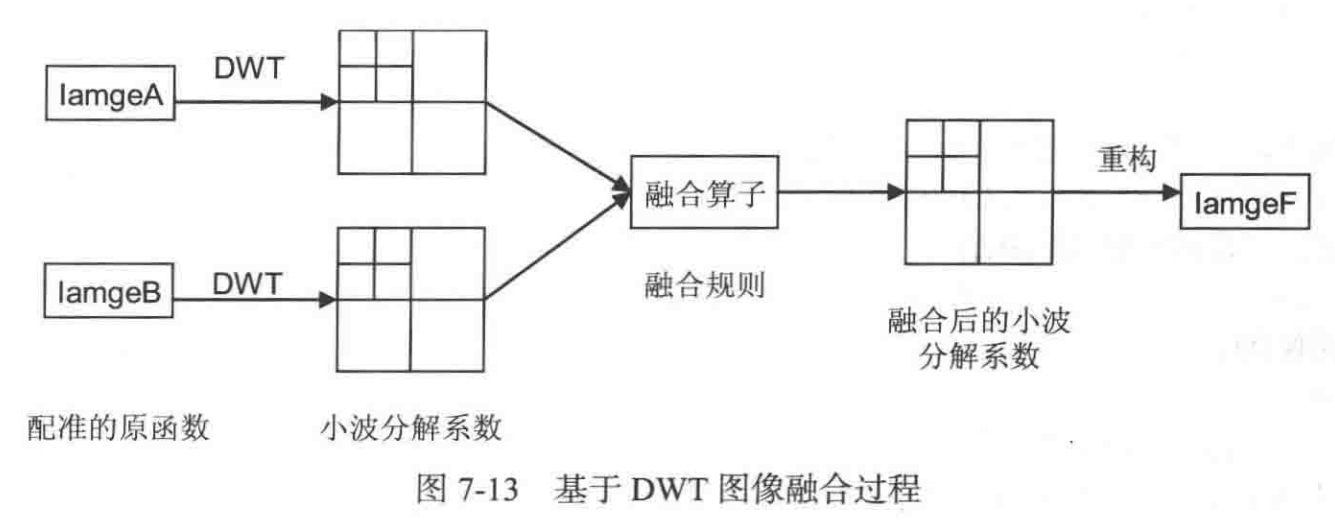 IamgeA
DWT
IamgeB
DWT
融合算子
融合规则
重构
IamgeF
融合后的小波
分解系数
配准的原函数
小波分解系数
图 7-13 基于 DWT 图像融合过程